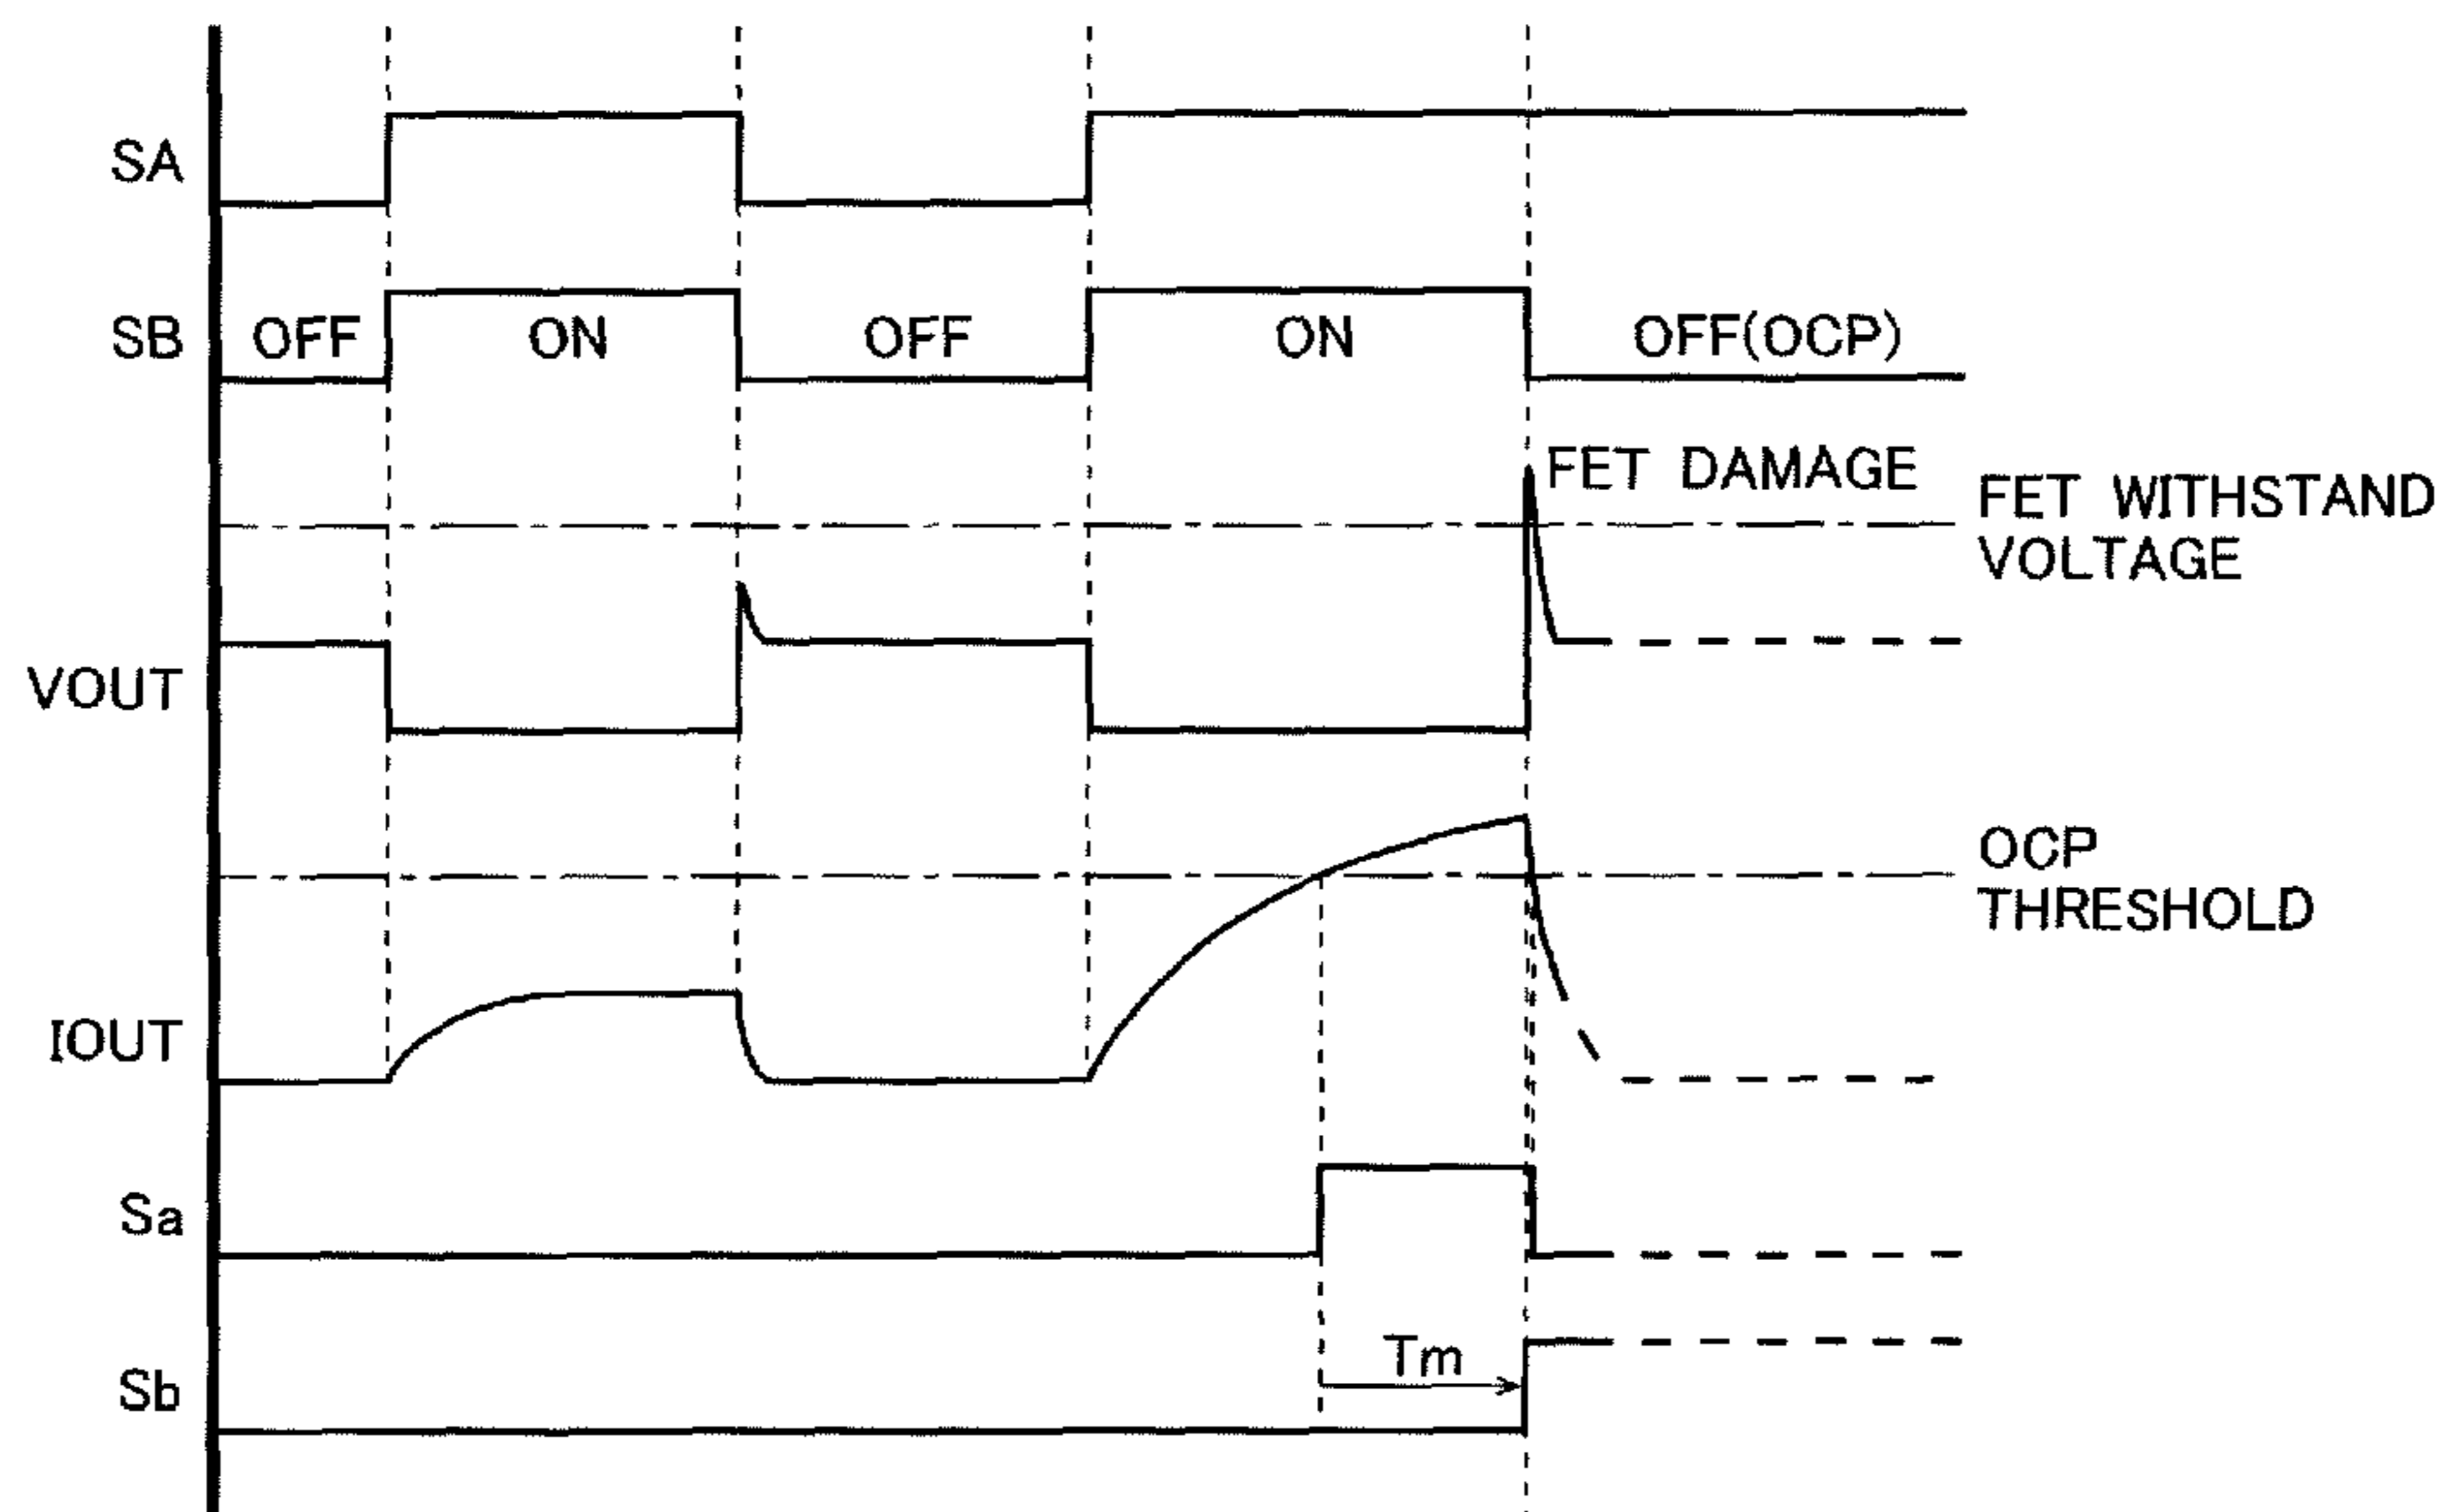 SA
SB
OFF
ON
OFF
ON
OFF(OCP)
FET DAMAGE
FET WITHSTAND
VOLTAGE
VOUT
OCP
THRESHOLD
IOUT
Sa
Tm
Sb